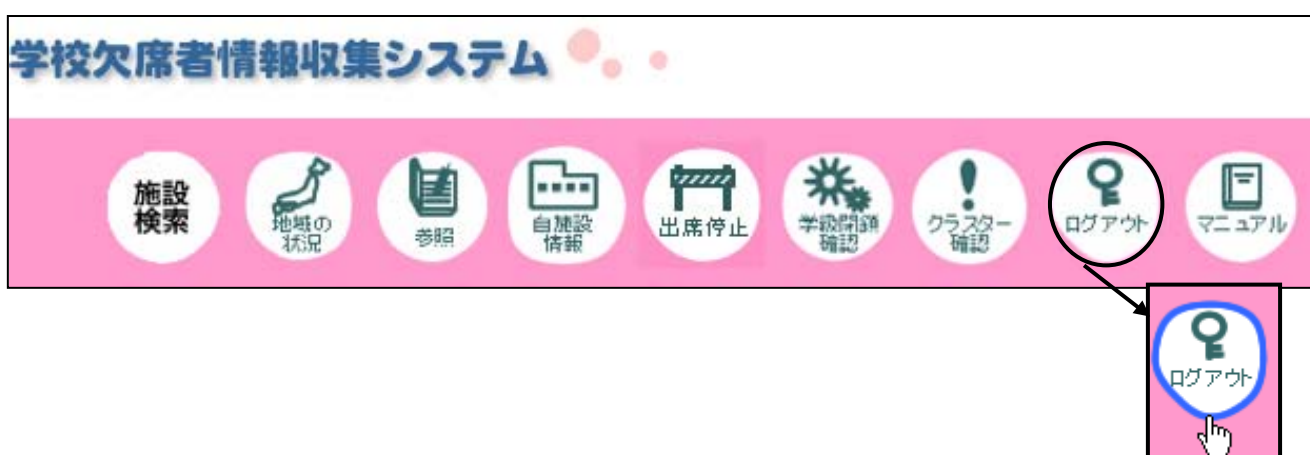 学校欠席者情報収集システム
施設
検索
地域の
状況
参照
自施設
情報
出席停止
学級閉鎖
確認
クラスター
確認
ログアウト
マニュアル
ログアウト